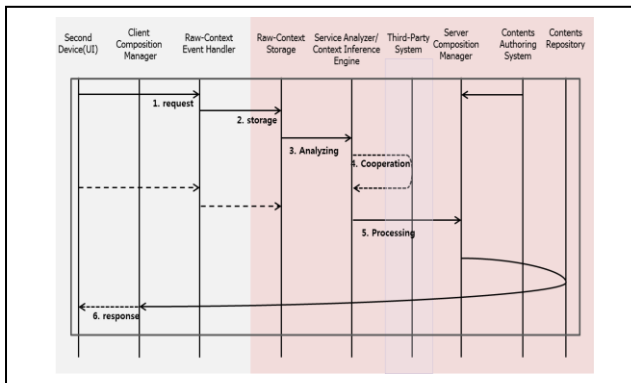 Second
Device(UI)
Client
Composition
Manager
Raw-Context
Event Handler
Raw-Context
Storage
Service Analyzer/
Context Inference
Engine
Third-Party
System
Server
Composition
Manager
Contents
Authoring
System
Contents
Repository
1. request
2. storage
3. Analyzing
4. Cooperation
5. Processing
6. response